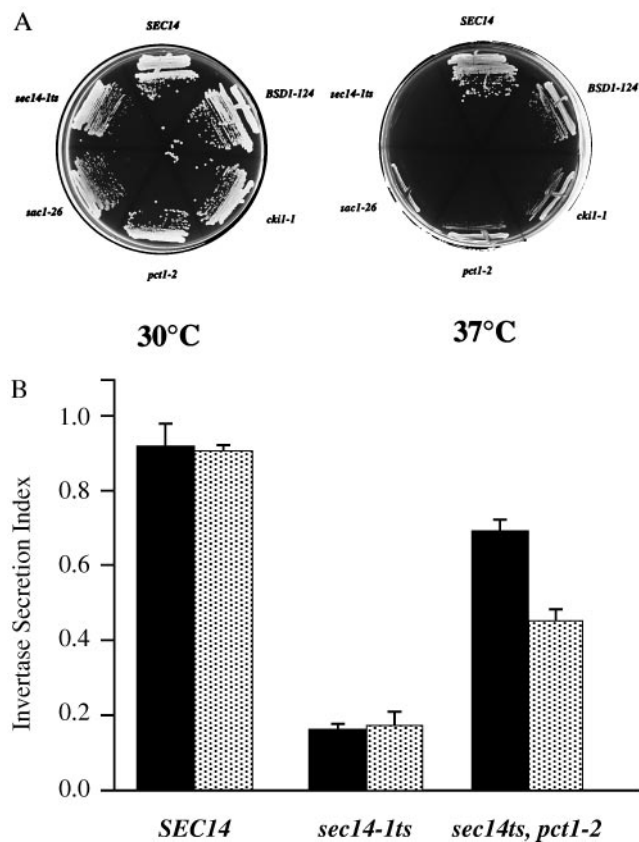 A
SEC14
SEC14
sec14-1ts
BSD1-124
sec14-1ts
BSD1-124
sac1-26
cki1-1
sac1-26
cki1-1
pct1-2
pct1-2
30°C
37°C
B
Invertase Secretion Index
1.0
0.8
0.6
0.4
0.2
0.0
SEC14
sec14-1ts
sec14ts, pct1-2